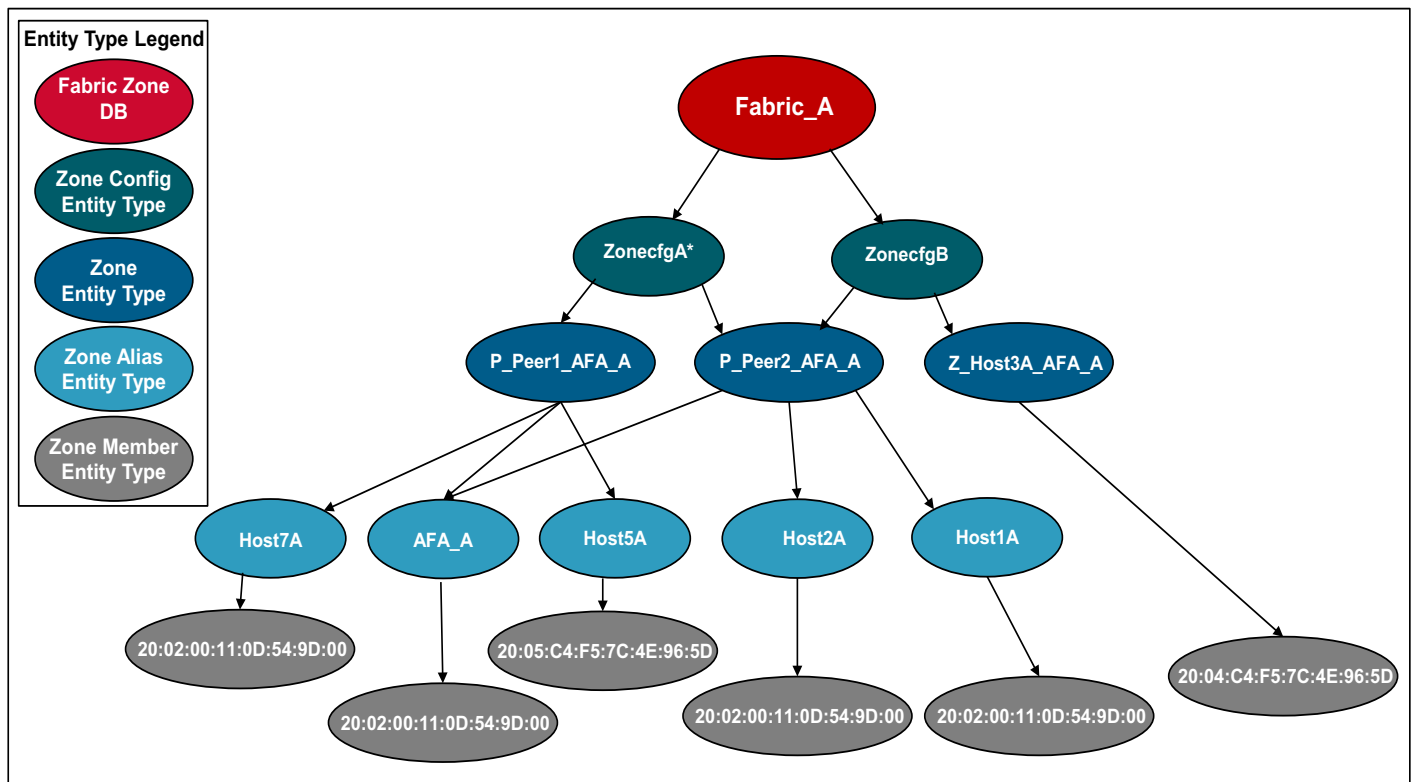 Entity Type Legend
Fabric Zone
DB
Zone Config
Entity Type
Zone
Entity Type
Zone Alias
Entity Type
Zone Member
Entity Type
Fabric_A
ZonecfgA*
ZonecfgB
P_Peer1_AFA_A
P_Peer2_AFA_A
Z_Host3A_AFA_A
Host7A
AFA_A
Host5A
Host2A
Host1A
20:02:00:11:0D:54:9D:00
20:05:C4:F5:7C:4E:96:5D
20:04:C4:F5:7C:4E:96:5D
20:02:00:11:0D:54:9D:00
20:02:00:11:0D:54:9D:00
20:02:00:11:0D:54:9D:00